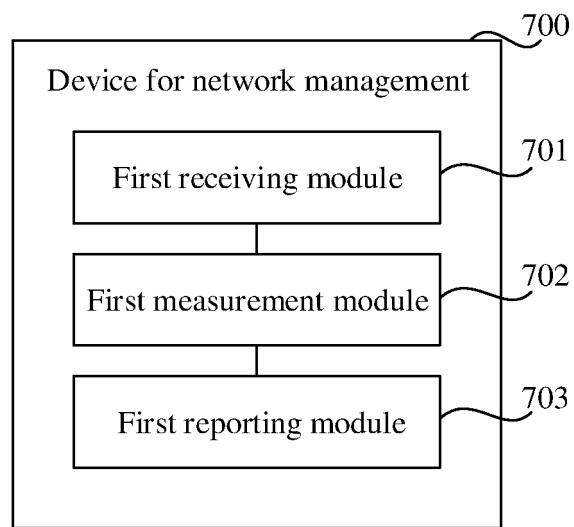 700
Device for network management
First receiving module
701
First measurement module
702
First reporting module
703